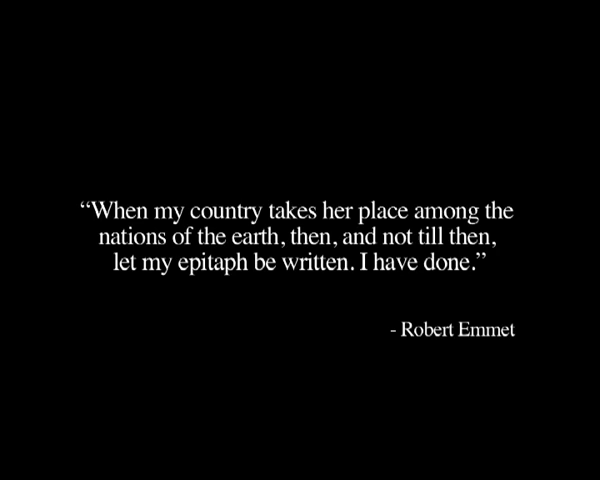 “When my country takes her place among the
nations of the earth, then, and not till then,
let my epitaph be written. I have done.”
- Robert Emmet